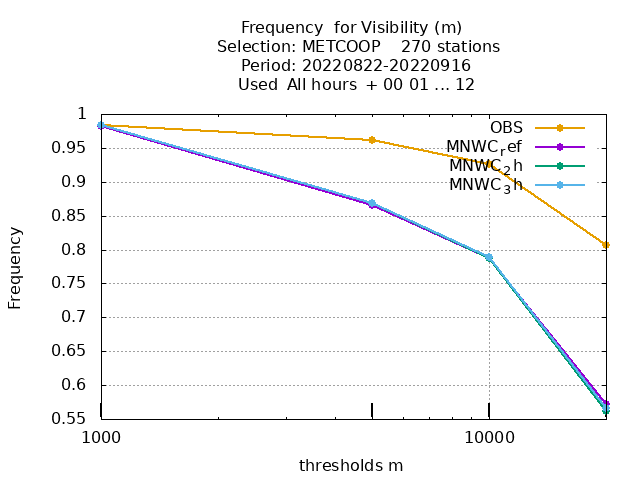 Frequency  for Visibility (m)
Selection: METCOOP    270 stations
Period: 20220822-20220916
Used  All hours  + 00 01 ... 12
1
0.95
0.9
0.85
0.8
0.75
0.7
0.65
0.6
0.55
Frequency
OBS
MNWC_ref
MNWC_2h
MNWC_3h
1000
10000
thresholds m